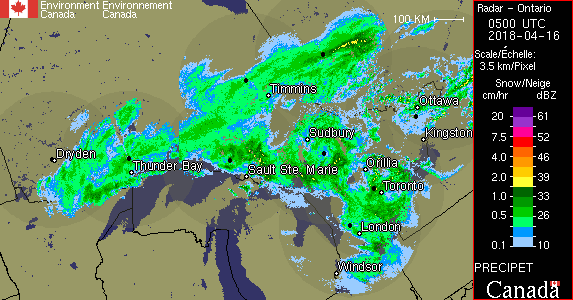 Environment Environnement
Canada Canada
100 KM
Timmins
Ottawa
Sudbury
Kingston
Dryden
Thunder Bay
Sault Ste. Marie
Orillia
Toronto
London
Windsor
Radar - Ontario
0500 UTC
2018-04-16
Scale/Échelle:
3.5 km/Pixel
Snow/Neige
cm/hr dBZ
20 61
7.5 52
4.0 46
2.0 39
1.0 33
0.5 26
0.1 10
PRECIPET
Canada